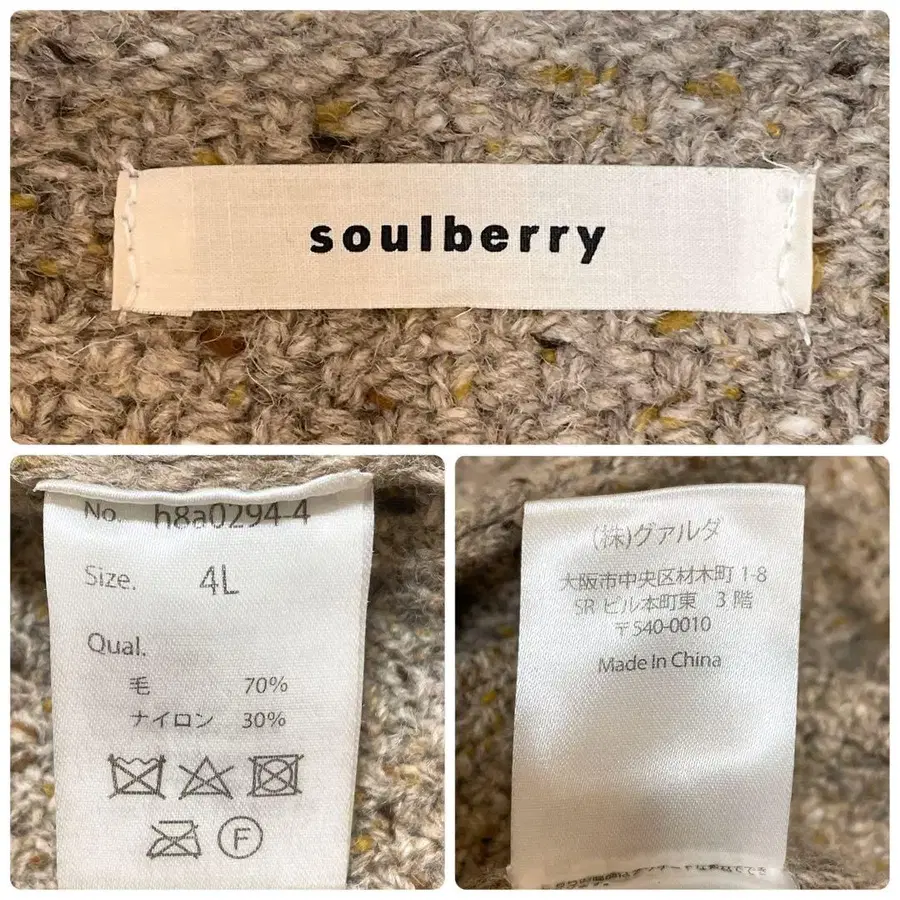 soulberry
No. h8a0294-4
Size. 4L
Qual.
毛 70%
ナイロン 30%
F
(株)グァルダ
大阪市中央区材木町 1-8
SR ビル本町東 3 階
〒540-0010
Made In China